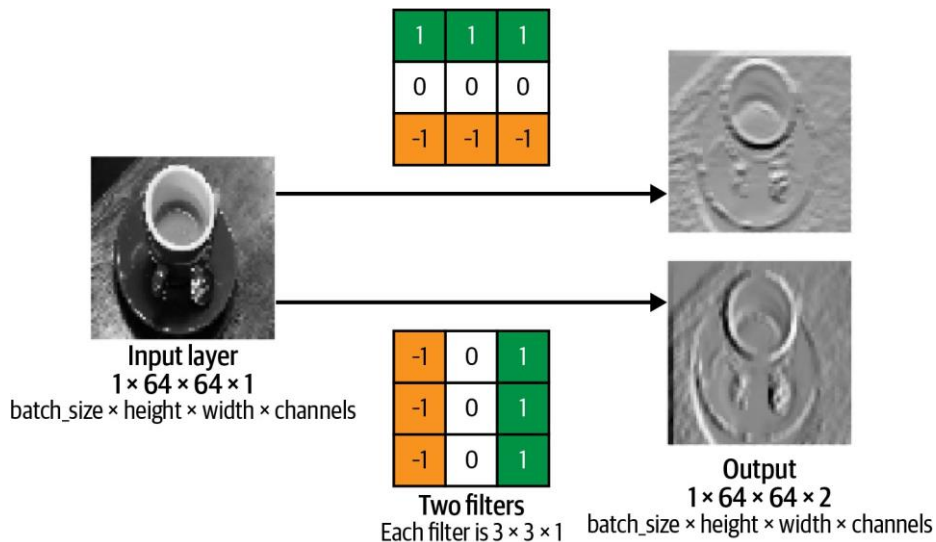 1 1 1
0 0 0
-1 -1 -1
Input layer
1 × 64 × 64 × 1
batch_size × height × width × channels
-1 0 1
-1 0 1
-1 0 1
Two filters
Each filter is 3 × 3 × 1
Output
1 × 64 × 64 × 2
batch_size × height × width × channels